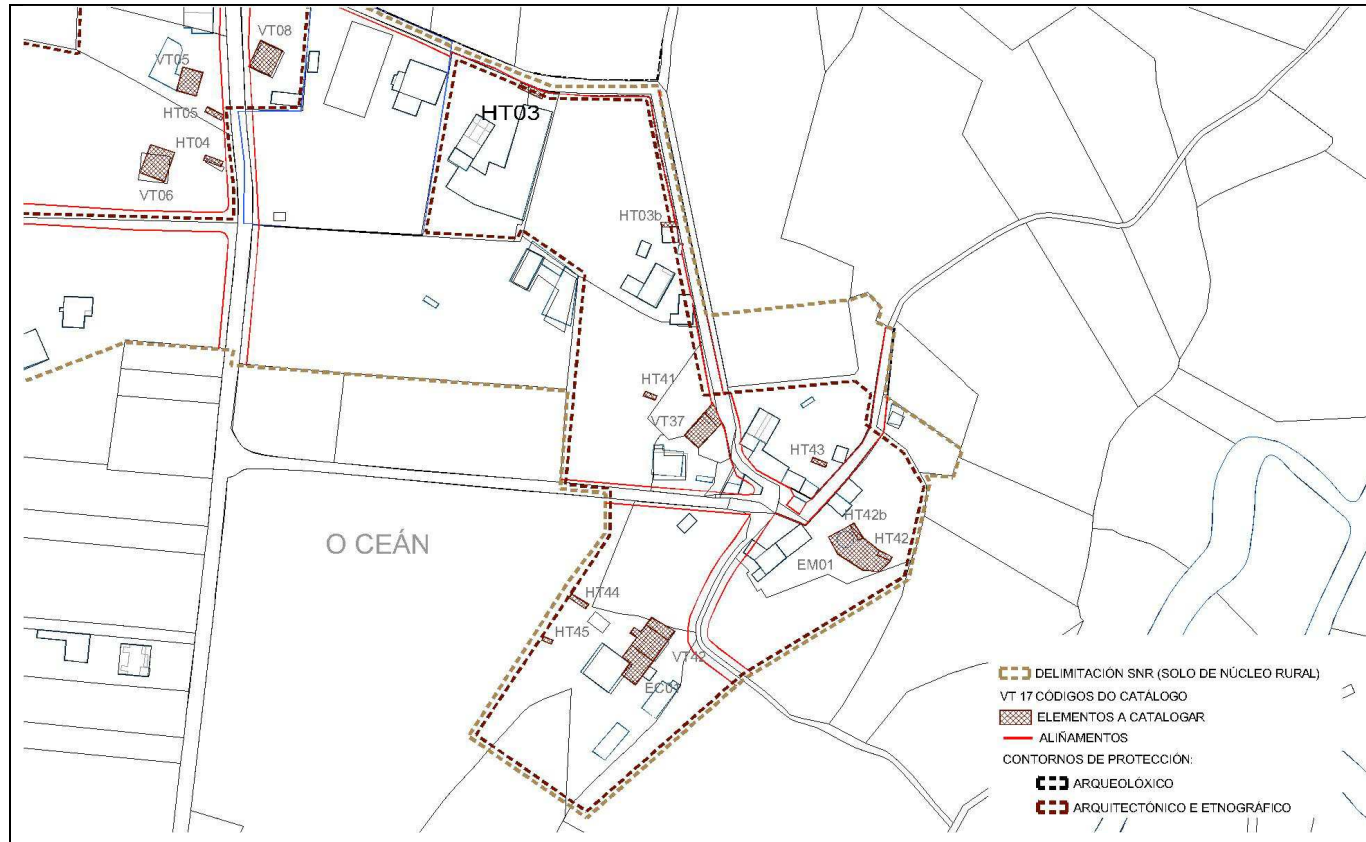 VT08
VT05
HT03
HT05
HT04
VT06
HT03b
HT41
VT37
HT43
HT42b
HT42
O CEÁN
EM01
HT44
HT45
VT42
DELIMITACIÓN SNR (SOLO DE NÚCLEO RURAL)
VT 17 CÓDIGOS DO CATÁLOGO
ELEMENTOS A CATALOGAR
ALIÑAMENTOS
CONTORNOS DE PROTECCIÓN:
ARQUEOLÓXICO
ARQUITECTÓNICO E ETNOGRÁFICO